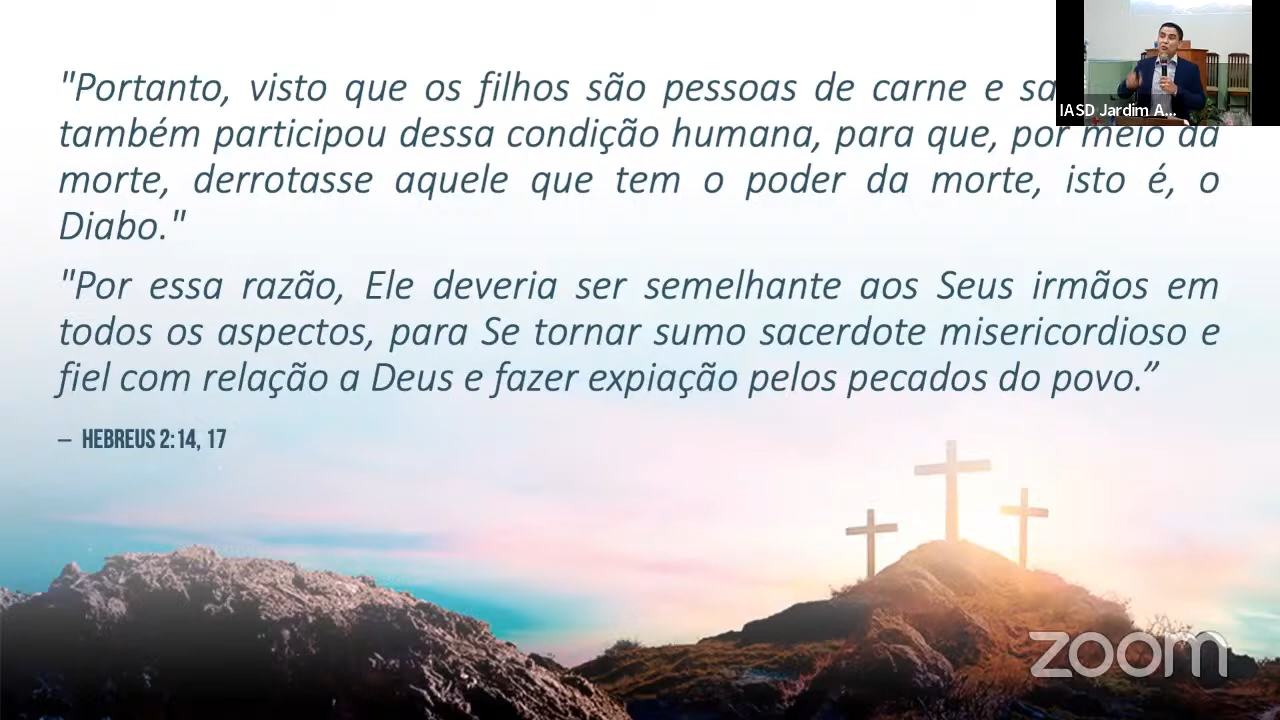 "Portanto, visto que os filhos são pessoas de carne e
também participou dessa condição humana, para que, por meio da
morte, derrotasse aquele que tem o poder da morte, isto é, o
Diabo."
"Por essa razão, Ele deveria ser semelhante aos Seus irmãos em
todos os aspectos, para Se tornar sumo sacerdote misericordioso e
fiel com relação a Deus e fazer expiação pelos pecados do povo.”
– HEBREUS 2:14, 17
IASD Jardim A...
zoom